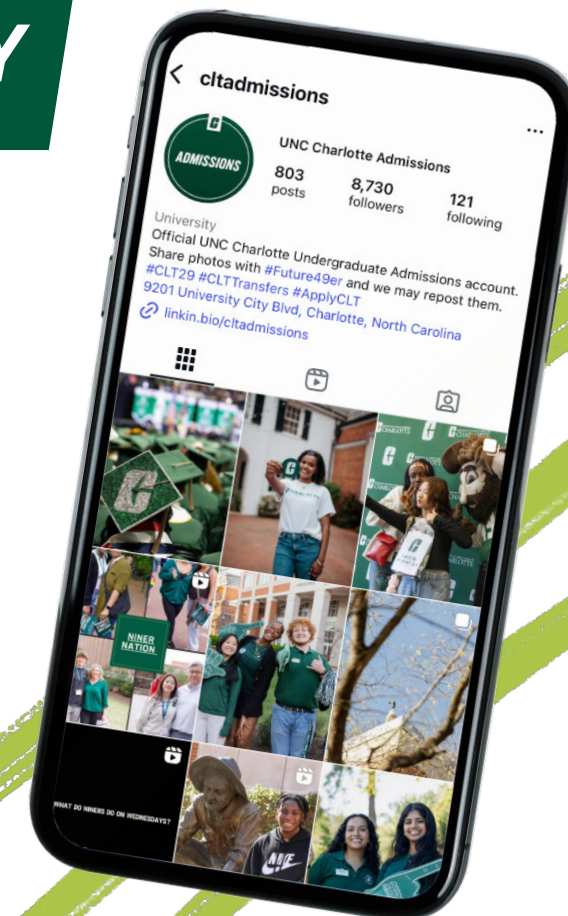 Y
cltadmissions
ADMISSIONS
UNC Charlotte Admissions
803
posts
8,730
followers
121
following
University
Official UNC Charlotte Undergraduate Admissions account.
Share photos with #Future49er and we may repost them.
#CLT29 #CLTTransfers #ApplyCLT
9201 University City Blvd, Charlotte, North Carolina
linkin.bio/cltadmissions
CHARLOTTE
NINER
NATION
WHAT DO NINERS DO ON WEDNESDAYS?